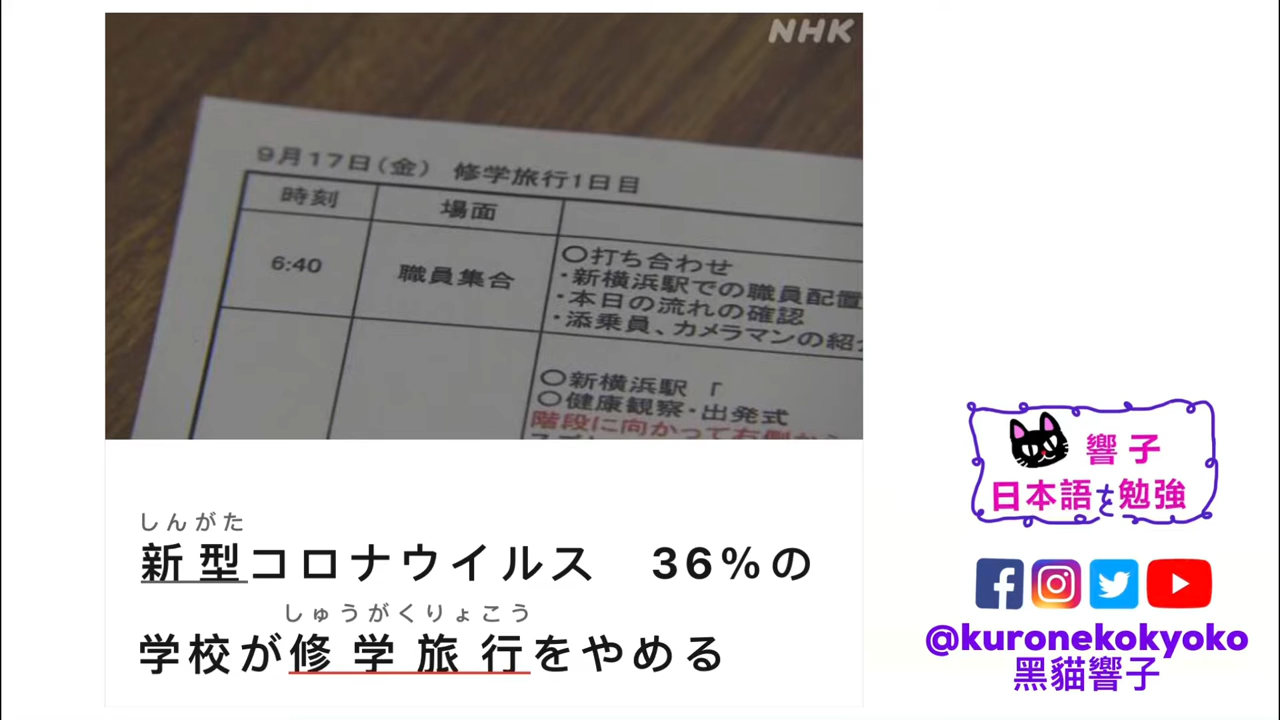 NHK
9月17日(金) 修学旅行1日目
時刻
場面
6:40
職員集合
〇打ち合わせ
・新横浜駅での職員配置
・本日の流れの確認
・添乗員、カメラマンの紹
〇新横浜駅 「
〇健康観察・出発式
階段に向かって右側か
しんがた
新型コロナウイルス 36%の
しゅうがくりょこう
学校が修学旅行をやめる
響子
日本語を勉強
@kuronekokyoko
黑貓響子